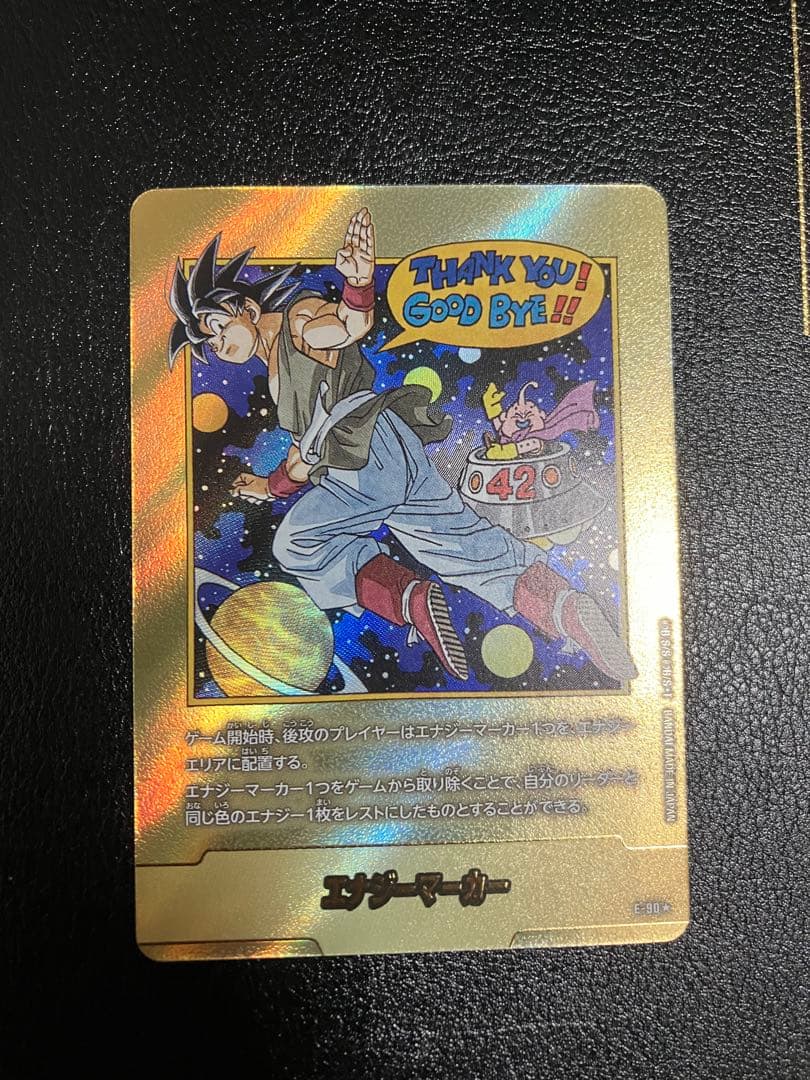 THANK YOU!
GOOD BYE!!
42
ゲーム開始時、後攻のプレイヤーはエナジーマーカー1つを、エナジー
エリアに配置する。
エナジーマーカー1つをゲームから取り除くことで、自分のリーダーと
同じ色のエナジー1枚をレストにしたものとすることができる。
エナジーマーカー
E-90★
BANDAI MADE IN JAPAN